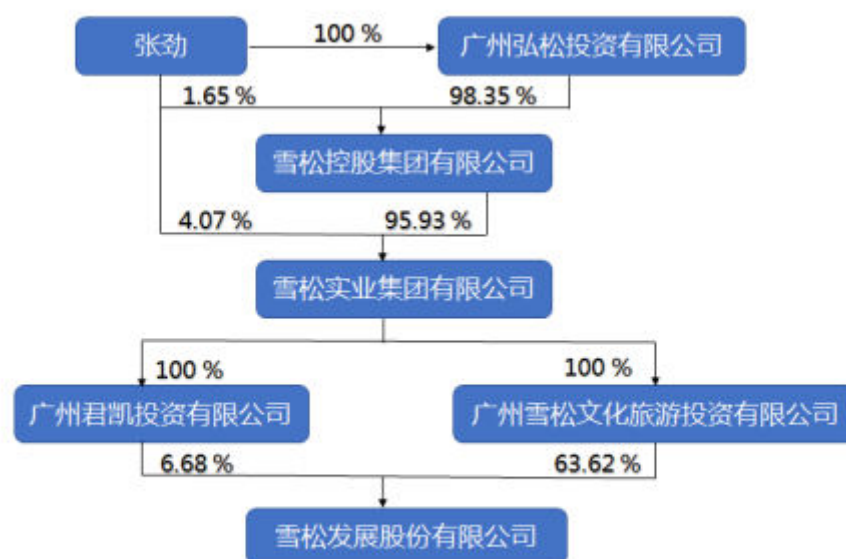 张劲
100 %
广州弘松投资有限公司
1.65 %
98.35 %
雪松控股集团有限公司
4.07 %
95.93 %
雪松实业集团有限公司
100 %
100 %
广州君凯投资有限公司
广州雪松文化旅游投资有限公司
6.68 %
63.62 %
雪松发展股份有限公司